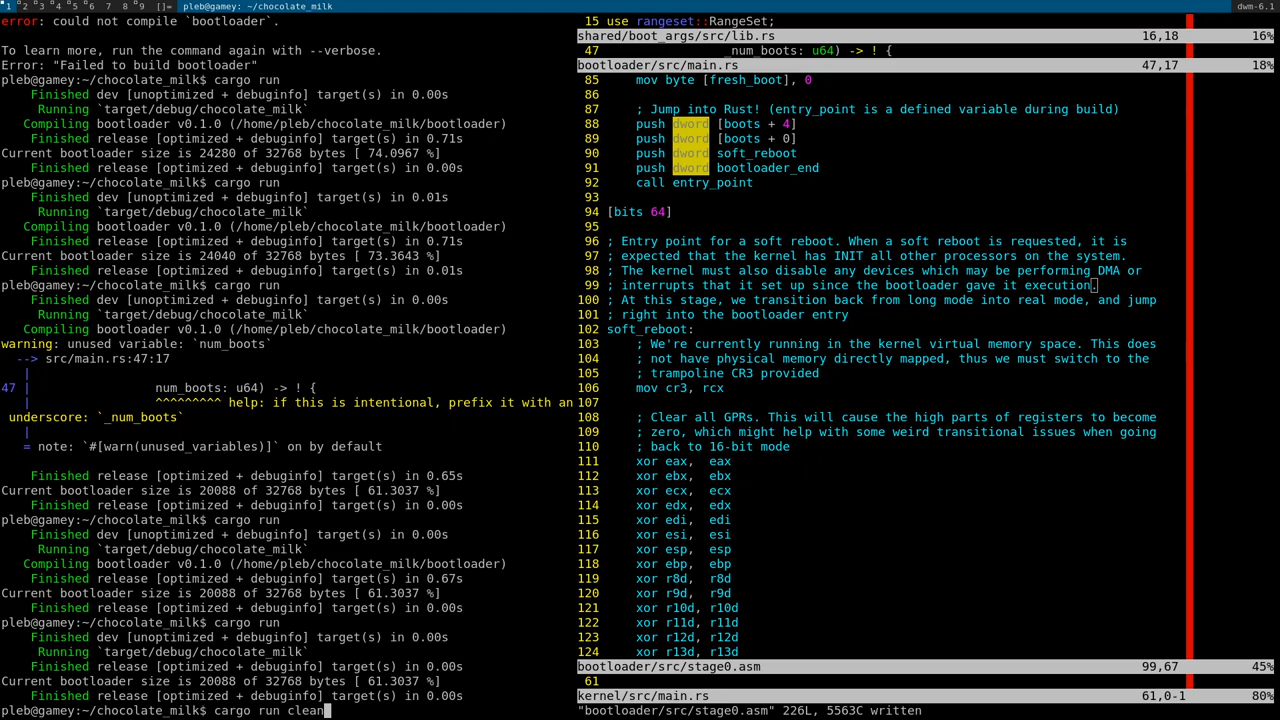 1 2 3 4 5 6 7 8 9 []= pleb@gamey: ~/chocolate_milk dwm-6.1
error: could not compile `bootloader`.
To learn more, run the command again with --verbose.
Error: "Failed to build bootloader"
pleb@gamey:~/chocolate_milk$ cargo run
Finished dev [unoptimized + debuginfo] target(s) in 0.00s
Running `target/debug/chocolate_milk`
Compiling bootloader v0.1.0 (/home/pleb/chocolate_milk/bootloader)
Finished release [optimized + debuginfo] target(s) in 0.71s
Current bootloader size is 24280 of 32768 bytes [ 74.0967 %]
Finished release [optimized + debuginfo] target(s) in 0.00s
pleb@gamey:~/chocolate_milk$ cargo run
Finished dev [unoptimized + debuginfo] target(s) in 0.01s
Running `target/debug/chocolate_milk`
Compiling bootloader v0.1.0 (/home/pleb/chocolate_milk/bootloader)
Finished release [optimized + debuginfo] target(s) in 0.71s
Current bootloader size is 24040 of 32768 bytes [ 73.3643 %]
Finished release [optimized + debuginfo] target(s) in 0.01s
pleb@gamey:~/chocolate_milk$ cargo run
Finished dev [unoptimized + debuginfo] target(s) in 0.00s
Running `target/debug/chocolate_milk`
Compiling bootloader v0.1.0 (/home/pleb/chocolate_milk/bootloader)
warning: unused variable: `num_boots`
--> src/main.rs:47:17
|
47 | num_boots: u64) -> ! {
| ^^^^^^^^^ help: if this is intentional, prefix it with an
underscore: `_num_boots`
|
= note: `#[warn(unused_variables)]` on by default
Finished release [optimized + debuginfo] target(s) in 0.65s
Current bootloader size is 20088 of 32768 bytes [ 61.3037 %]
Finished release [optimized + debuginfo] target(s) in 0.00s
pleb@gamey:~/chocolate_milk$ cargo run
Finished dev [unoptimized + debuginfo] target(s) in 0.00s
Running `target/debug/chocolate_milk`
Compiling bootloader v0.1.0 (/home/pleb/chocolate_milk/bootloader)
Finished release [optimized + debuginfo] target(s) in 0.67s
Current bootloader size is 20088 of 32768 bytes [ 61.3037 %]
Finished release [optimized + debuginfo] target(s) in 0.00s
pleb@gamey:~/chocolate_milk$ cargo run
Finished dev [unoptimized + debuginfo] target(s) in 0.00s
Running `target/debug/chocolate_milk`
Finished release [optimized + debuginfo] target(s) in 0.00s
Current bootloader size is 20088 of 32768 bytes [ 61.3037 %]
Finished release [optimized + debuginfo] target(s) in 0.00s
pleb@gamey:~/chocolate_milk$ cargo run clean
15 use rangeset::RangeSet;
shared/boot_args/src/lib.rs 16,18 16%
47 _num_boots: u64) -> ! {
bootloader/src/main.rs 47,17 18%
85 mov byte [fresh_boot], 0
86
87 ; Jump into Rust! (entry_point is a defined variable during build)
88 push dword [boots + 4]
89 push dword [boots + 0]
90 push dword soft_reboot
91 push dword bootloader_end
92 call entry_point
93
94 [bits 64]
95
96 ; Entry point for a soft reboot. When a soft reboot is requested, it is
97 ; expected that the kernel has INIT all other processors on the system.
98 ; The kernel must also disable any devices which may be performing DMA or
99 ; interrupts that it set up since the bootloader gave it execution.
100 ; At this stage, we transition back from long mode into real mode, and jump
101 ; right into the bootloader entry
102 soft_reboot:
103 ; We're currently running in the kernel virtual memory space. This does
104 ; not have physical memory directly mapped, thus we must switch to the
105 ; trampoline CR3 provided
106 mov cr3, rcx
107
108 ; Clear all GPRs. This will cause the high parts of registers to become
109 ; zero, which might help with some weird transitional issues when going
110 ; back to 16-bit mode
111 xor eax, eax
112 xor ebx, ebx
113 xor ecx, ecx
114 xor edx, edx
115 xor edi, edi
116 xor esi, esi
117 xor esp, esp
118 xor ebp, ebp
119 xor r8d, r8d
120 xor r9d, r9d
121 xor r10d, r10d
122 xor r11d, r11d
123 xor r12d, r12d
124 xor r13d, r13d
bootloader/src/stage0.asm 99,67 45%
61
kernel/src/main.rs 61,0-1 80%
"bootloader/src/stage0.asm" 226L, 5563C written